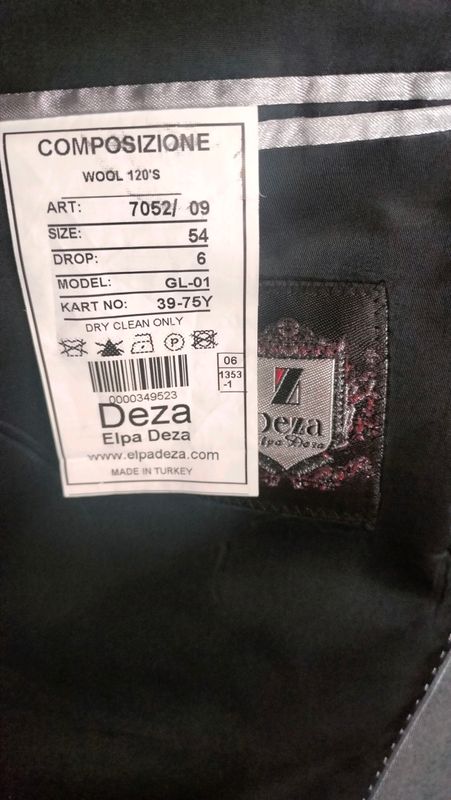 COMPOSIZIONE
WOOL 120'S
ART: 7052/ 09
SIZE: 54
DROP: 6
MODEL: GL-01
KART NO: 39-75Y
DRY CLEAN ONLY
P
06
1353
-1
0000349523
Deza
Elpa Deza
www.elpadeza.com
MADE IN TURKEY
Deza
Elpa Deza